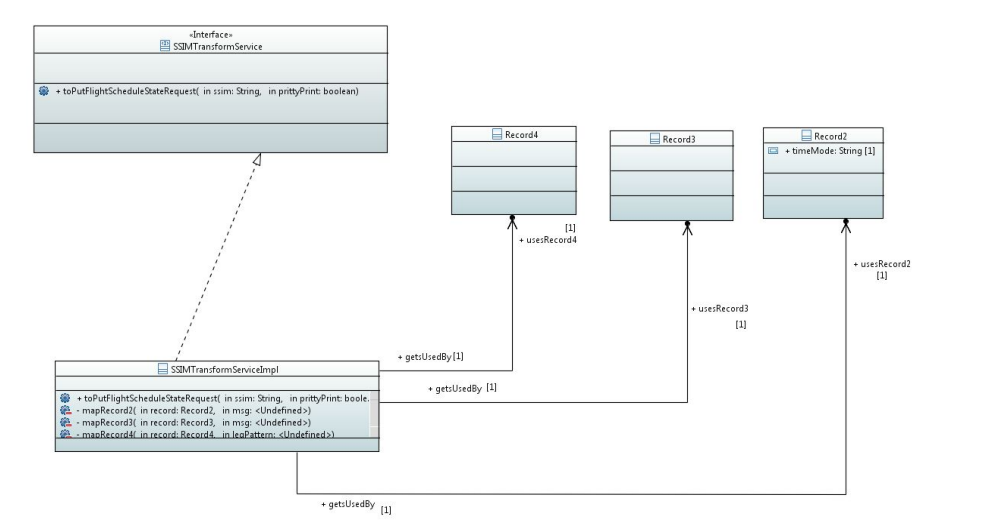 «Interface»
SSIMTransformService
+ toPutFlightScheduleStateRequest( in ssim: String, in prittyPrint: boolean)
Record4
Record3
Record2
+ timeMode: String [1]
[1]
+ usesRecord4
+ usesRecord2
[1]
+ usesRecord3
[1]
+ getsUsedBy [1]
SSIMTransformServiceImpl
+ getsUsedBy [1]
+ toPutFlightScheduleStateRequest( in ssim: String, in prittyPrint: boole.
- mapRecord2( in record: Record2, in msg: <Undefined>)
- mapRecord3( in record: Record3, in msg: <Undefined>)
- mapRecord4( in record: Record4, in legPattern: <Undefined>)
+ getsUsedBy
[1]